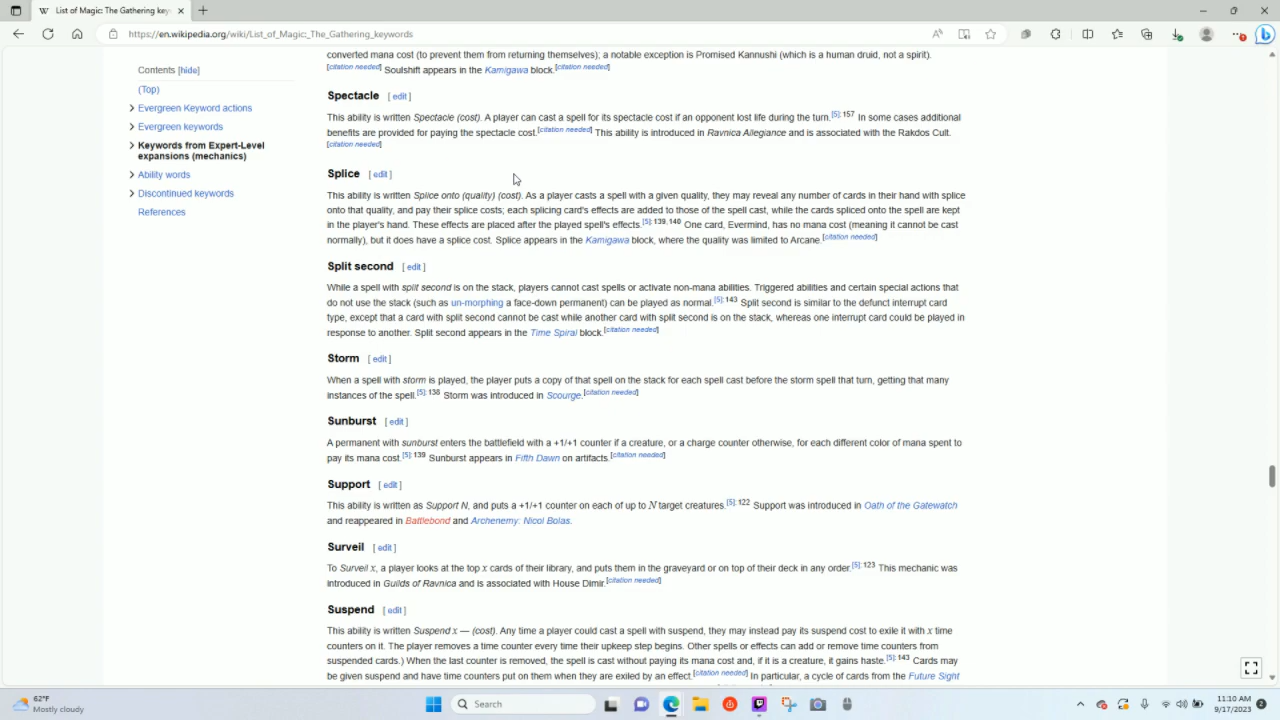 List of Magic: The Gathering key
https://en.wikipedia.org/wiki/List_of_Magic:_The_Gathering_keywords
Contents [hide]
(Top)
Evergreen Keyword actions
Evergreen keywords
Keywords from Expert-Level
expansions (mechanics)
Ability words
Discontinued keywords
References
converted mana cost (to prevent them from returning themselves); a notable exception is Promised Kannushi (which is a human druid, not a spirit).
[citation needed] Soulshift appears in the Kamigawa block.[citation needed]
Spectacle [ edit ]
This ability is written Spectacle (cost). A player can cast a spell for its spectacle cost if an opponent lost life during the turn.[5]: 157 In some cases additional
benefits are provided for paying the spectacle cost.[citation needed] This ability is introduced in Ravnica Allegiance and is associated with the Rakdos Cult.
[citation needed]
Splice [ edit ]
This ability is written Splice onto (quality) (cost). As a player casts a spell with a given quality, they may reveal any number of cards in their hand with splice
onto that quality, and pay their splice costs; each splicing card's effects are added to those of the spell cast, while the cards spliced onto the spell are kept
in the player's hand. These effects are placed after the played spell's effects.[5]: 139, 140 One card, Evermind, has no mana cost (meaning it cannot be cast
normally), but it does have a splice cost. Splice appears in the Kamigawa block, where the quality was limited to Arcane.[citation needed]
Split second [ edit ]
While a spell with split second is on the stack, players cannot cast spells or activate non-mana abilities. Triggered abilities and certain special actions that
do not use the stack (such as un-morphing a face-down permanent) can be played as normal.[5]: 143 Split second is similar to the defunct interrupt card
type, except that a card with split second cannot be cast while another card with split second is on the stack, whereas one interrupt card could be played in
response to another. Split second appears in the Time Spiral block.[citation needed]
Storm [ edit ]
When a spell with storm is played, the player puts a copy of that spell on the stack for each spell cast before the storm spell that turn, getting that many
instances of the spell.[5]: 138 Storm was introduced in Scourge.[citation needed]
Sunburst [ edit ]
A permanent with sunburst enters the battlefield with a +1/+1 counter if a creature, or a charge counter otherwise, for each different color of mana spent to
pay its mana cost.[5]: 139 Sunburst appears in Fifth Dawn on artifacts.[citation needed]
Support [ edit ]
This ability is written as Support N, and puts a +1/+1 counter on each of up to N target creatures.[5]: 122 Support was introduced in Oath of the Gatewatch
and reappeared in Battlebond and Archenemy: Nicol Bolas.
Surveil [ edit ]
To Surveil x, a player looks at the top x cards of their library, and puts them in the graveyard or on top of their deck in any order.[5]: 123 This mechanic was
introduced in Guilds of Ravnica and is associated with House Dimir.[citation needed]
Suspend [ edit ]
This ability is written Suspend x — (cost). Any time a player could cast a spell with suspend, they may instead pay its suspend cost to exile it with x time
counters on it. The player removes a time counter every time their upkeep step begins. Other spells or effects can add or remove time counters from
suspended cards.) When the last counter is removed, the spell is cast without paying its mana cost and, if it is a creature, it gains haste.[5]: 143 Cards may
be given suspend and have time counters put on them when they are exiled by an effect.[citation needed] In particular, a cycle of cards from the Future Sight
62°F
Mostly cloudy
Search
11:10 AM
9/17/2023